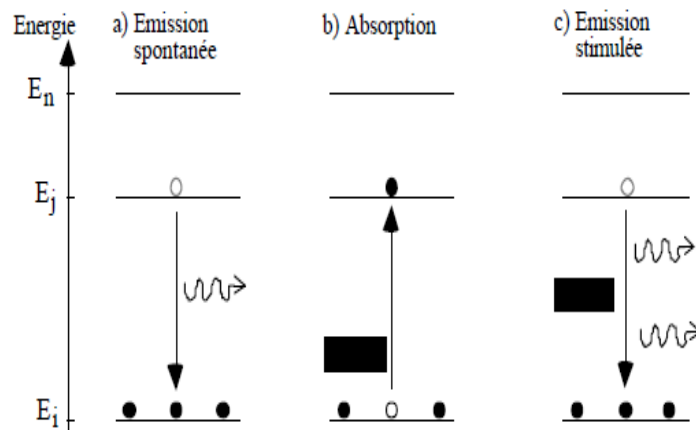 Energie
a) Emission
spontanée
b) Absorption
c) Emission
stimulée
En
Ej
Ei